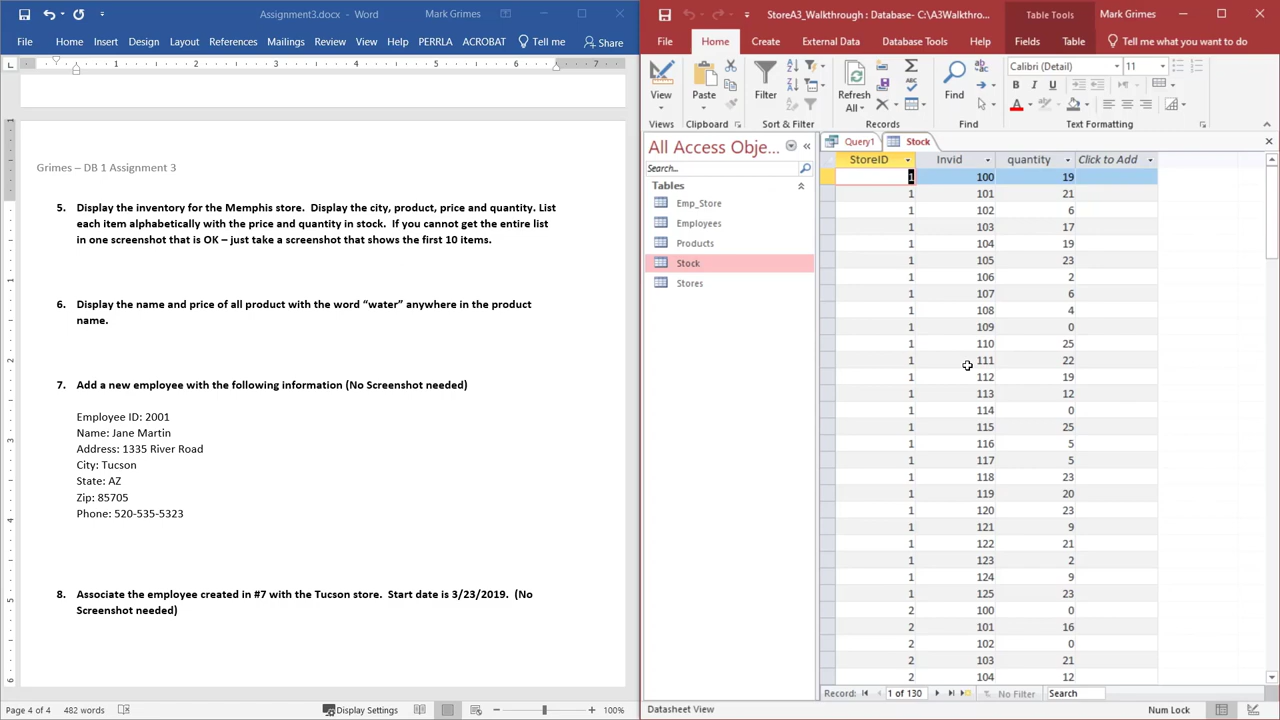 Assignment3.docx - Word
Mark Grimes
File Home Insert Design Layout References Mailings Review View Help PERRLA ACROBAT Tell me Share
1 2 3 4 5 6 7
Grimes – DB 1 Assignment 3
5. Display the inventory for the Memphis store. Display the city, product, price and quantity. List
each item alphabetically with the price and quantity in stock. If you cannot get the entire list
in one screenshot that is OK – just take a screenshot that shows the first 10 items.
6. Display the name and price of all product with the word “water” anywhere in the product
name.
7. Add a new employee with the following information (No Screenshot needed)
Employee ID: 2001
Name: Jane Martin
Address: 1335 River Road
City: Tucson
State: AZ
Zip: 85705
Phone: 520-535-5323
8. Associate the employee created in #7 with the Tucson store. Start date is 3/23/2019. (No
Screenshot needed)
Page 4 of 4 482 words Display Settings 100%
StoreA3_Walkthrough : Database- C:\A3Walkthro... Table Tools Mark Grimes
File Home Create External Data Database Tools Help Fields Table Tell me what you want to do
View Paste Filter Refresh All Find Calibri (Detail) 11
B I U
Views Clipboard Sort & Filter Records Find Text Formatting
All Access Obje...
Search...
Tables
Emp_Store
Employees
Products
Stock
Stores
Query1 Stock
StoreID Invid quantity Click to Add
1 100 19
1 101 21
1 102 6
1 103 17
1 104 19
1 105 23
1 106 2
1 107 6
1 108 4
1 109 0
1 110 25
1 111 22
1 112 19
1 113 12
1 114 0
1 115 25
1 116 5
1 117 5
1 118 23
1 119 20
1 120 23
1 121 9
1 122 21
1 123 2
1 124 9
1 125 23
2 100 0
2 101 16
2 102 0
2 103 21
2 104 12
Record: 1 of 130 No Filter Search
Datasheet View Num Lock